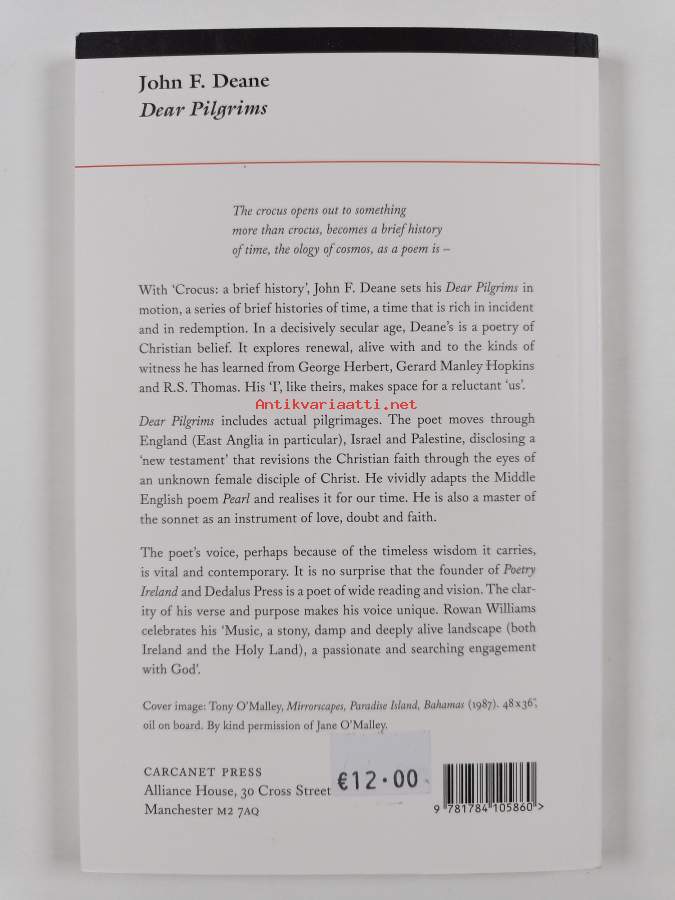 John F. Deane
Dear Pilgrims
The crocus opens out to something
more than crocus, becomes a brief history
of time, the ology of cosmos, as a poem is –
With ‘Crocus: a brief history’, John F. Deane sets his Dear Pilgrims in
motion, a series of brief histories of time, a time that is rich in incident
and in redemption. In a decisively secular age, Deane’s is a poetry of
Christian belief. It explores renewal, alive with and to the kinds of
witness he has learned from George Herbert, Gerard Manley Hopkins
and R.S. Thomas. His ‘I’, like theirs, makes space for a reluctant ‘us’.
Antikvariaatti.net
Dear Pilgrims includes actual pilgrimages. The poet moves through
England (East Anglia in particular), Israel and Palestine, disclosing a
‘new testament’ that revisions the Christian faith through the eyes of
an unknown female disciple of Christ. He vividly adapts the Middle
English poem Pearl and realises it for our time. He is also a master of
the sonnet as an instrument of love, doubt and faith.
The poet’s voice, perhaps because of the timeless wisdom it carries,
is vital and contemporary. It is no surprise that the founder of Poetry
Ireland and Dedalus Press is a poet of wide reading and vision. The clar-
ity of his verse and purpose makes his voice unique. Rowan Williams
celebrates his ‘Music, a stony, damp and deeply alive landscape (both
Ireland and the Holy Land), a passionate and searching engagement
with God’.
Cover image: Tony O’Malley, Mirrorscapes, Paradise Island, Bahamas (1987). 48x36",
oil on board. By kind permission of Jane O’Malley.
CARCANET PRESS
Alliance House, 30 Cross Street
Manchester M2 7AQ
€12.00
9 781784 105860 >